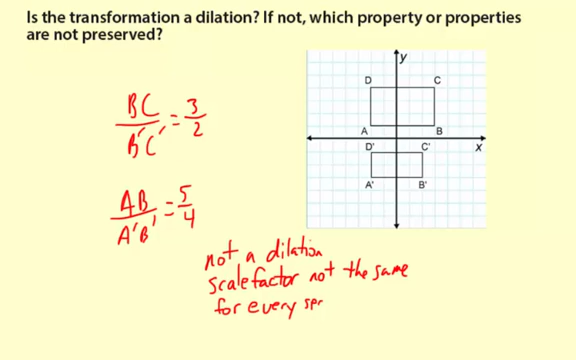 Is the transformation a dilation? If not, which property or properties
are not preserved?
BC
B'C' = 3
2
AB
A'B' = 5
4
y
D C
A B
x
D' C'
A' B'
not a dilation
scale factor not the same
for every